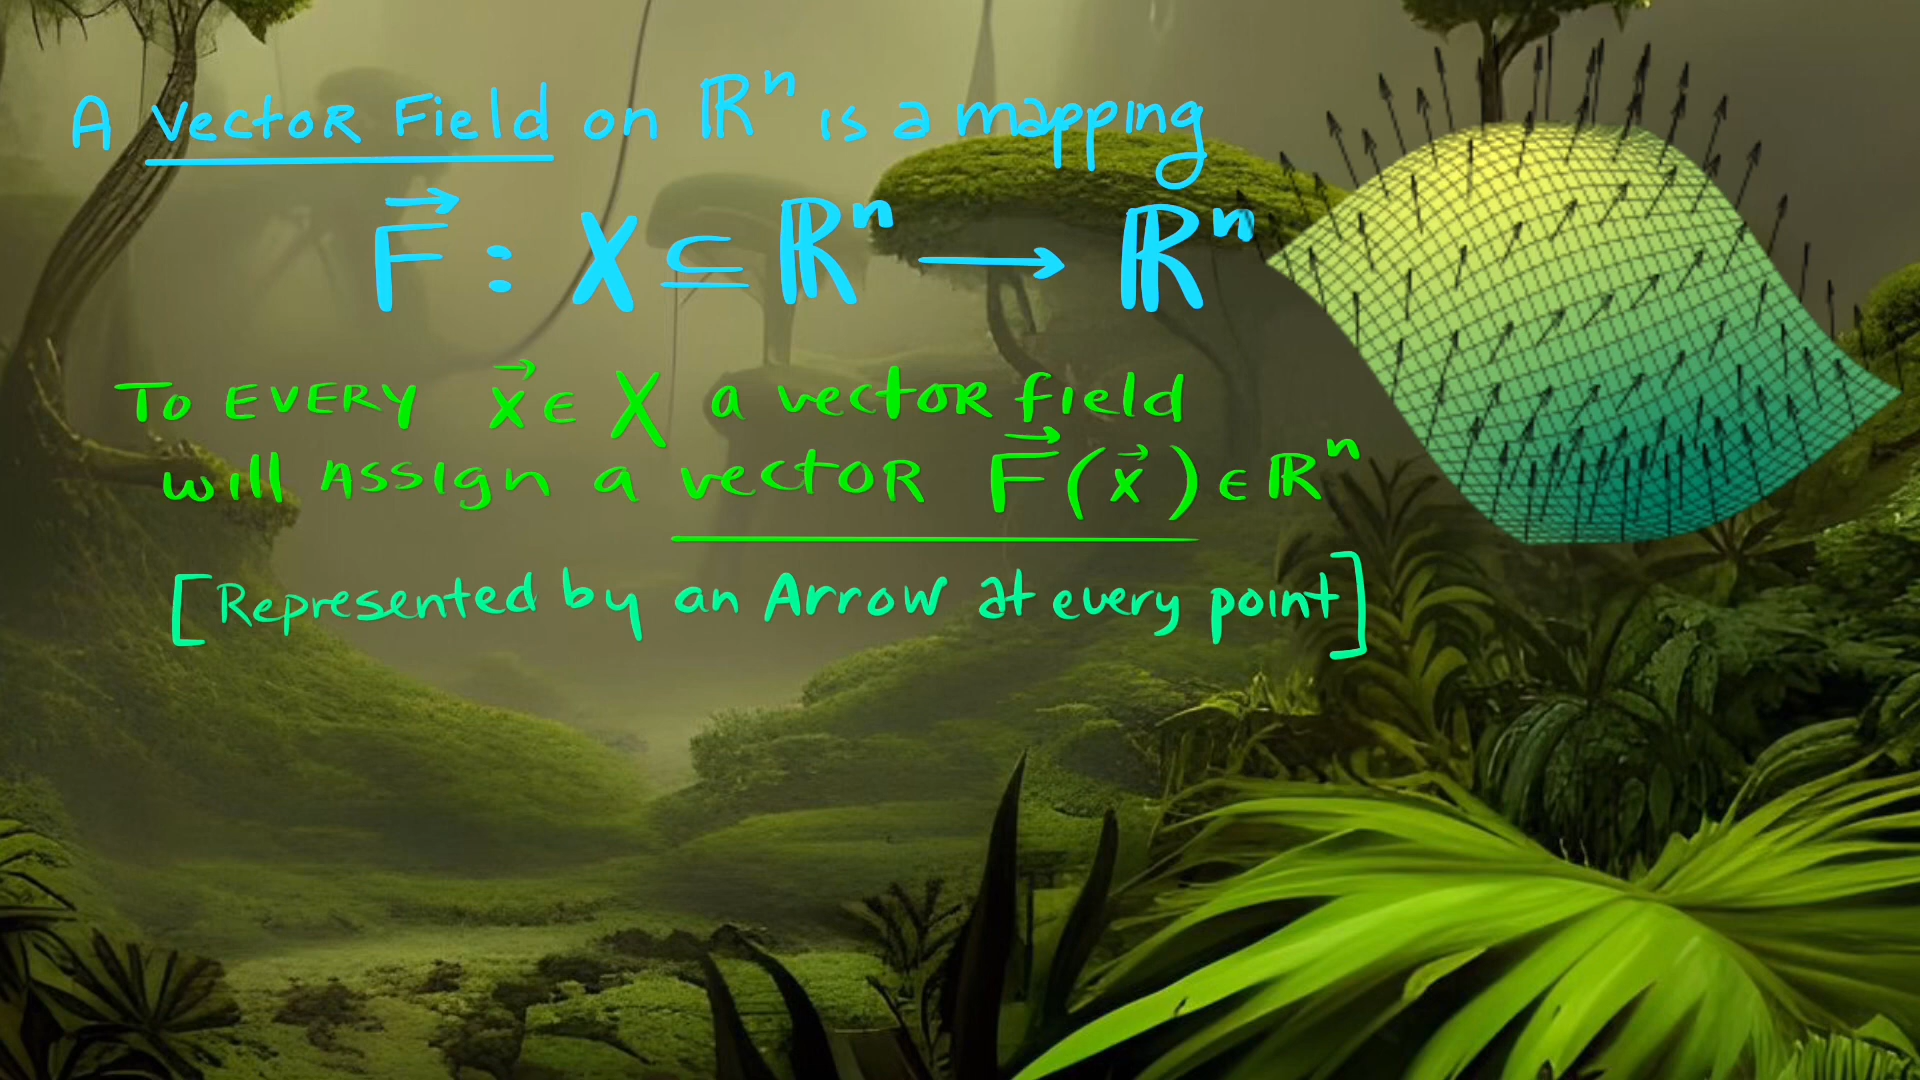 A Vector Field on ℝⁿ is a mapping
F⃗ : X ⊆ ℝⁿ ⟶ ℝⁿ
To EVERY x⃗ ∈ X a vector field
will Assign a vector F⃗(x⃗) ∈ ℝⁿ
[Represented by an Arrow at every point]